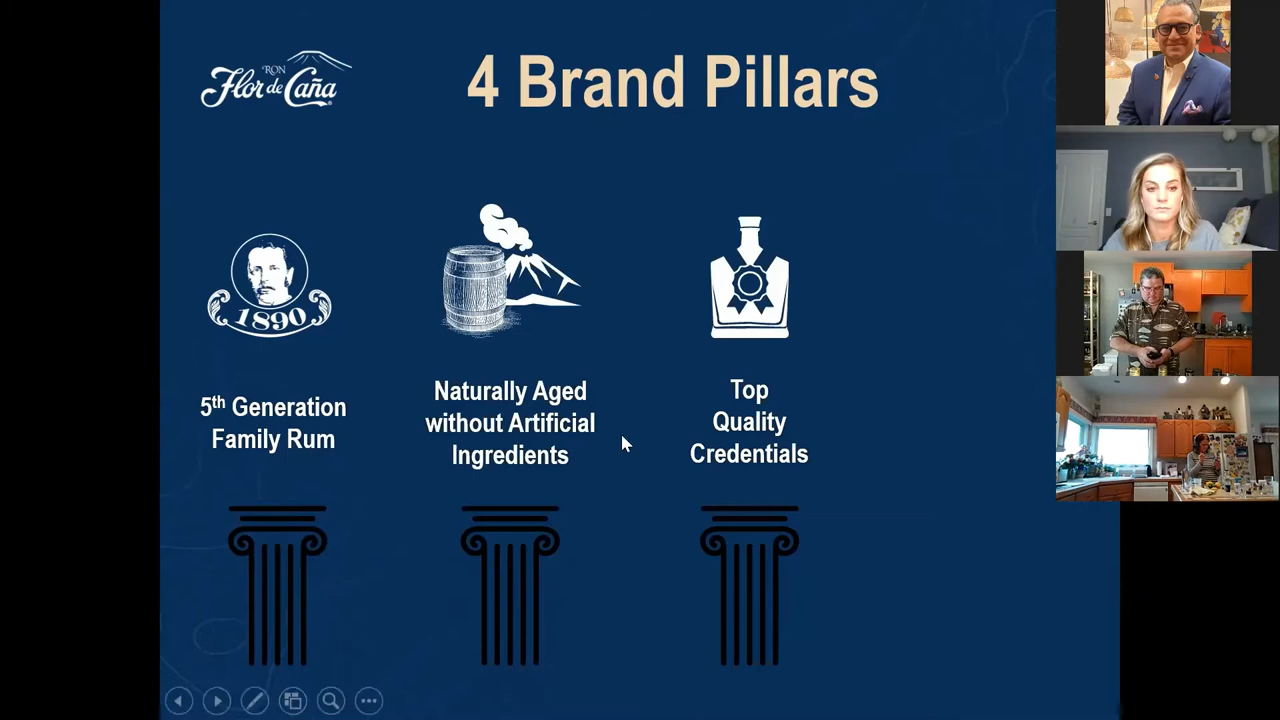 RON
Flor de Caña
4 Brand Pillars
1890
5th Generation
Family Rum
Naturally Aged
without Artificial
Ingredients
Top
Quality
Credentials